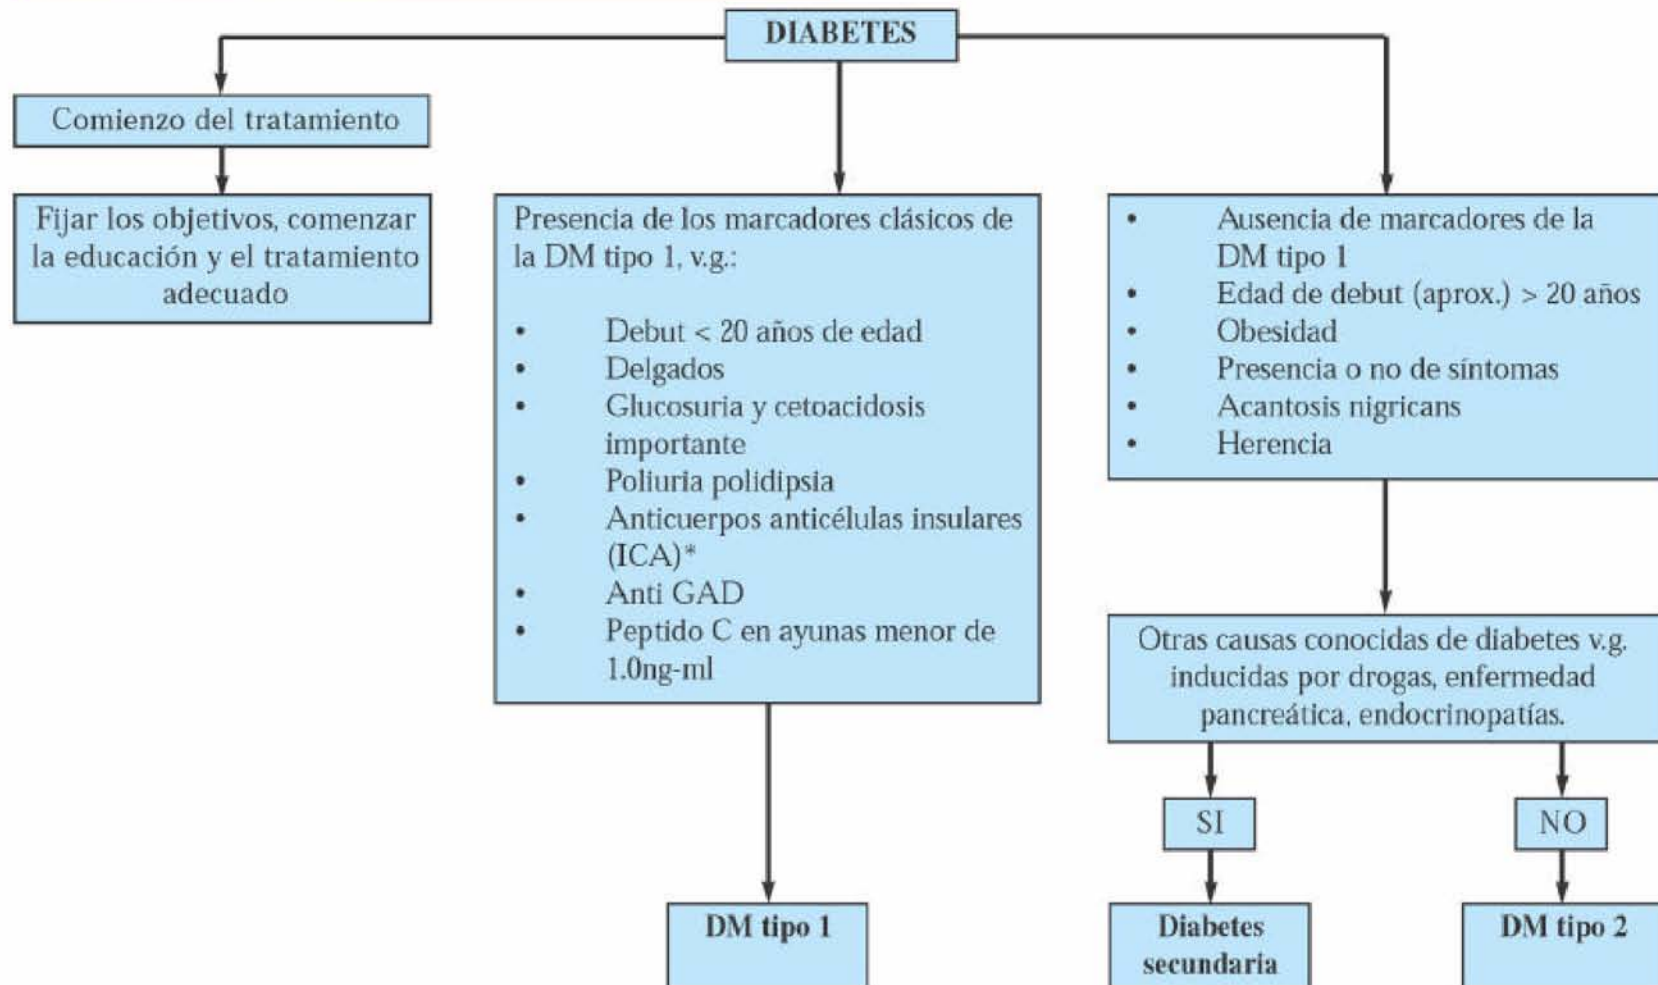 DIABETES
Comienzo del tratamiento
Fijar los objetivos, comenzar
la educación y el tratamiento
adecuado
Presencia de los marcadores clásicos de
la DM tipo 1, v.g.:
• Debut < 20 años de edad
• Delgados
• Glucosuria y cetoacidosis
importante
• Poliuria polidipsia
• Anticuerpos anticélulas insulares
(ICA)*
• Anti GAD
• Peptido C en ayunas menor de
1.0ng-ml
DM tipo 1
• Ausencia de marcadores de la
DM tipo 1
• Edad de debut (aprox.) > 20 años
• Obesidad
• Presencia o no de síntomas
• Acantosis nigricans
• Herencia
Otras causas conocidas de diabetes v.g.
inducidas por drogas, enfermedad
pancreática, endocrinopatías.
SI
NO
Diabetes
secundaria
DM tipo 2